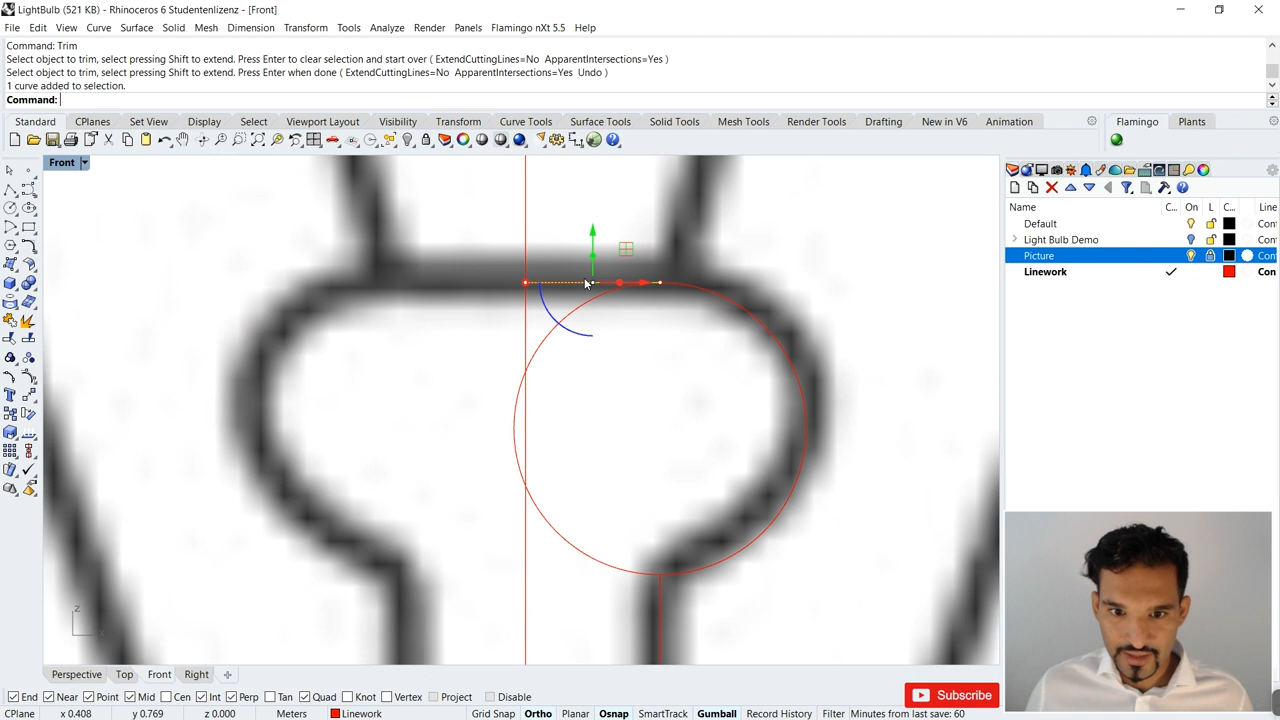 LightBulb (521 KB) - Rhinoceros 6 Studentenlizenz - [Front]
File Edit View Curve Surface Solid Mesh Dimension Transform Tools Analyze Render Panels Flamingo nXt 5.5 Help
Command: Trim
Select object to trim, select pressing Shift to extend. Press Enter to clear selection and start over ( ExtendCuttingLines=No ApparentIntersections=Yes )
Select object to trim, select pressing Shift to extend. Press Enter when done ( ExtendCuttingLines=No ApparentIntersections=Yes Undo )
1 curve added to selection.
Command:
Standard CPlanes Set View Display Select Viewport Layout Visibility Transform Curve Tools Surface Tools Solid Tools Mesh Tools Render Tools Drafting New in V6 Animation Flamingo Plants
Front
Name C... On L C... Line
Default Cont
Light Bulb Demo Cont
Picture Cont
Linework Con
z
Perspective Top Front Right
End Near Point Mid Cen Int Perp Tan Quad Knot Vertex Project Disable
Subscribe
CPlane x 0.408 y 0.769 z 0.000 Meters Linework Grid Snap Ortho Planar Osnap SmartTrack Gumball Record History Filter Minutes from last save: 60